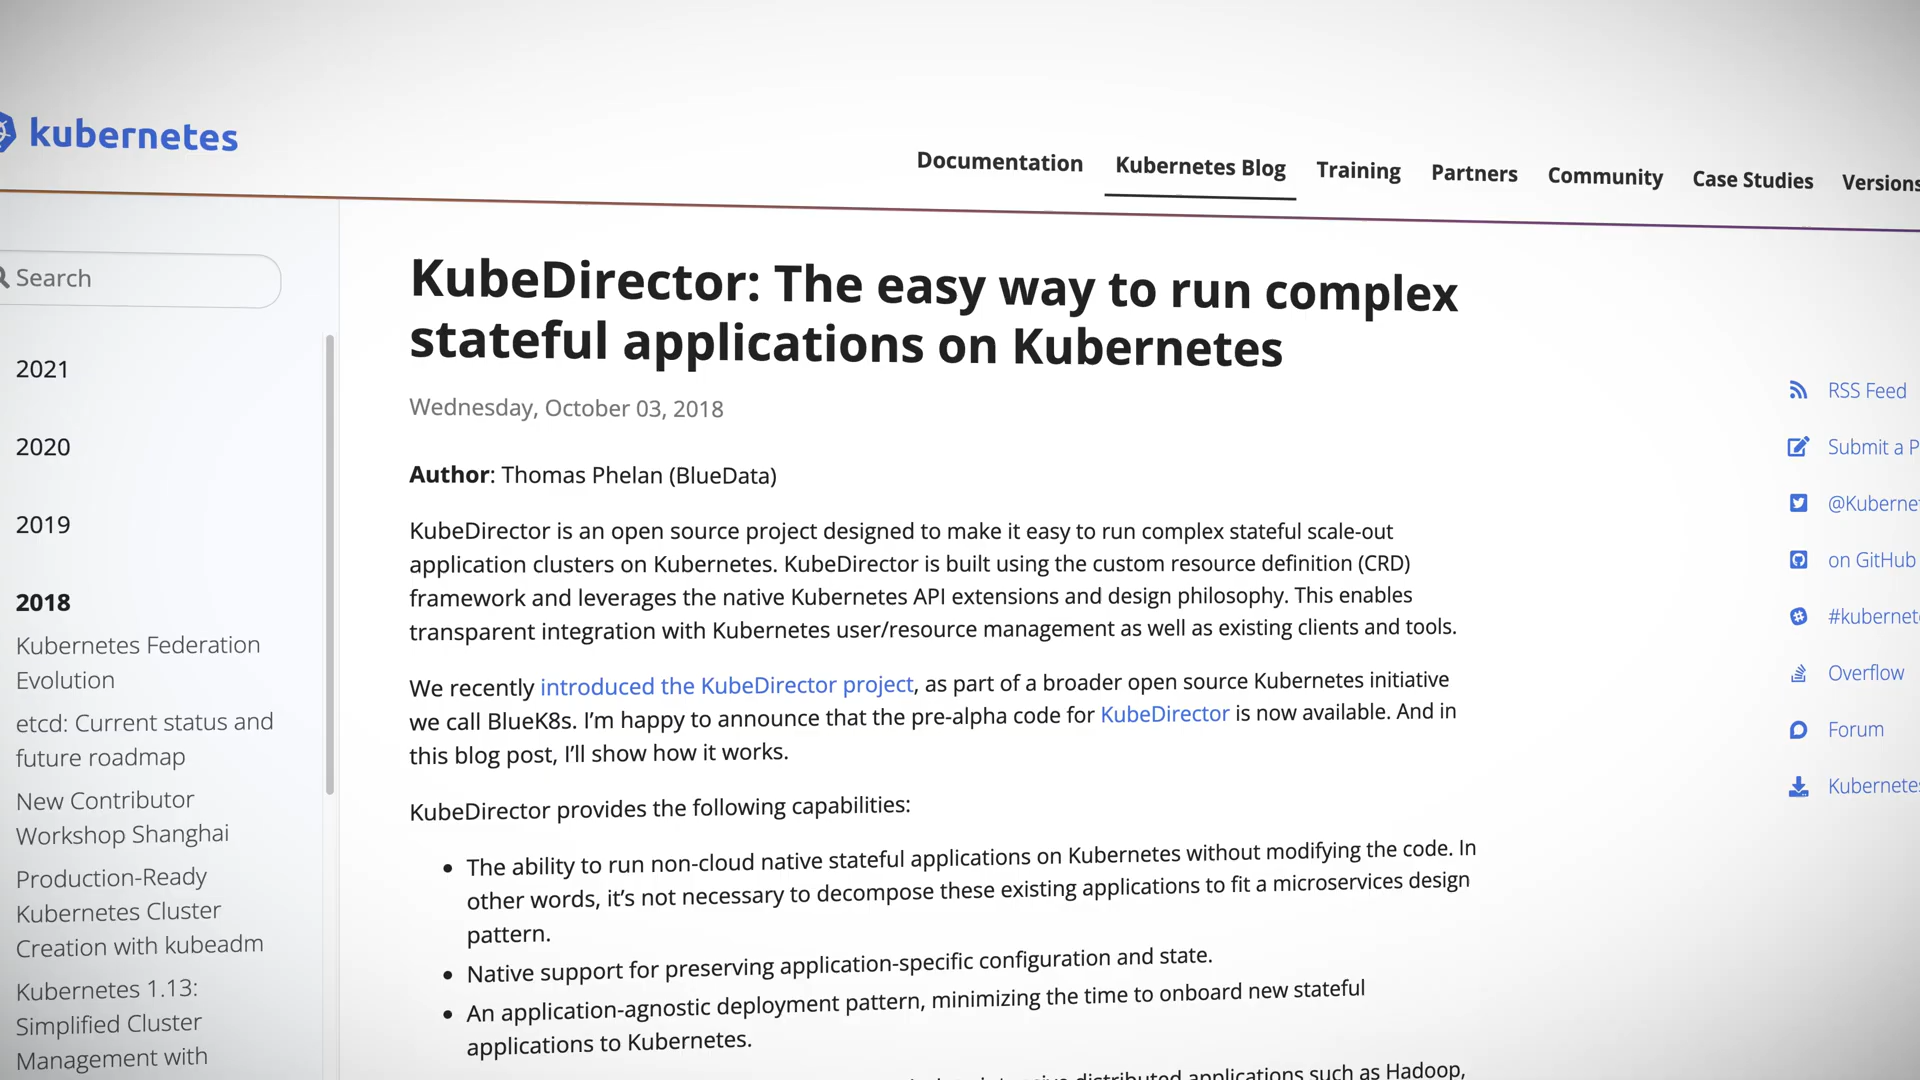 kubernetes
Documentation Kubernetes Blog Training Partners Community Case Studies Versions
Search
2021
2020
2019
2018
Kubernetes Federation
Evolution
etcd: Current status and
future roadmap
New Contributor
Workshop Shanghai
Production-Ready
Kubernetes Cluster
Creation with kubeadm
Kubernetes 1.13:
Simplified Cluster
Management with
KubeDirector: The easy way to run complex
stateful applications on Kubernetes
Wednesday, October 03, 2018
Author: Thomas Phelan (BlueData)
KubeDirector is an open source project designed to make it easy to run complex stateful scale-out
application clusters on Kubernetes. KubeDirector is built using the custom resource definition (CRD)
framework and leverages the native Kubernetes API extensions and design philosophy. This enables
transparent integration with Kubernetes user/resource management as well as existing clients and tools.
We recently introduced the KubeDirector project, as part of a broader open source Kubernetes initiative
we call BlueK8s. I’m happy to announce that the pre-alpha code for KubeDirector is now available. And in
this blog post, I’ll show how it works.
KubeDirector provides the following capabilities:
• The ability to run non-cloud native stateful applications on Kubernetes without modifying the code. In
other words, it’s not necessary to decompose these existing applications to fit a microservices design
pattern.
• Native support for preserving application-specific configuration and state.
• An application-agnostic deployment pattern, minimizing the time to onboard new stateful
applications to Kubernetes.
distributed applications such as Hadoop,
RSS Feed
Submit a P
@Kuberne
on GitHub
#kubernet
Overflow
Forum
Kubernetes